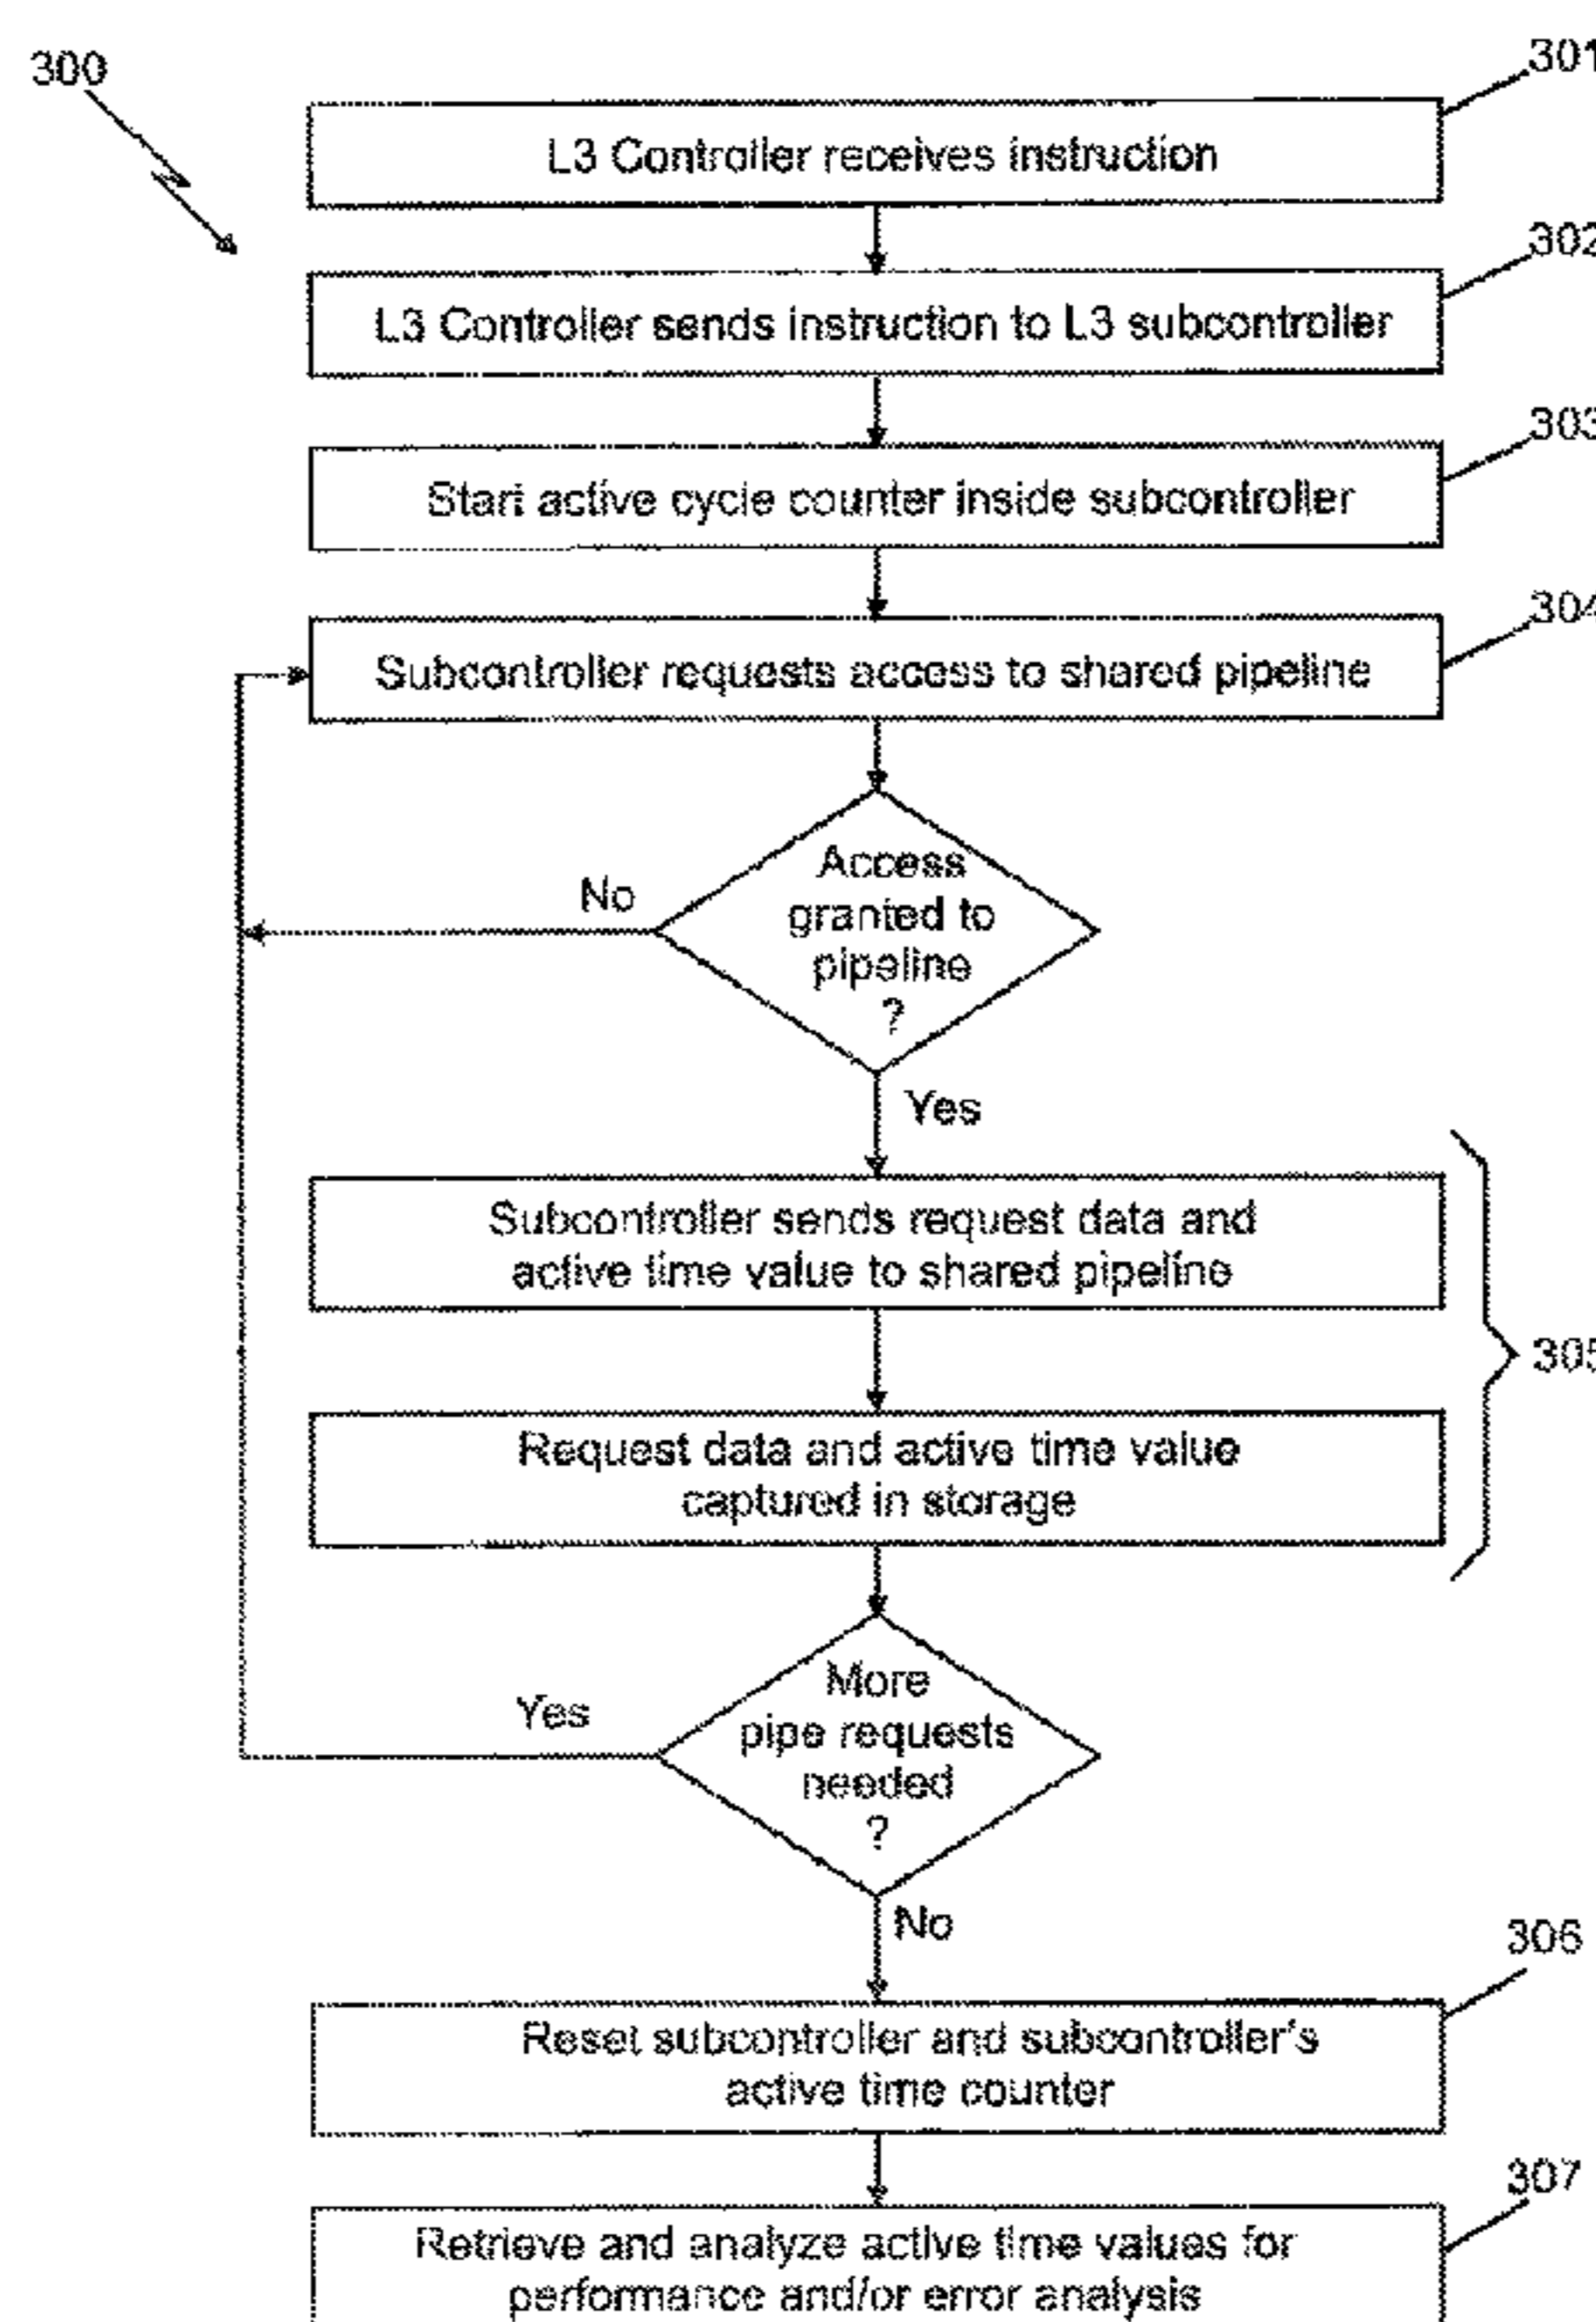 300
301
L3 Controller receives instruction
302
L3 Controller sends instruction to L3 subcontroller
303
Start active cycle counter inside subcontroller
304
Subcontroller requests access to shared pipeline
Access
granted to
pipeline
?
No
Yes
Subcontroller sends request data and
active time value to shared pipeline
305
Request data and active time value
captured in storage
More
pipe requests
needed
?
Yes
No
306
Reset subcontroller and subcontroller's
active time counter
307
Retrieve and analyze active time values for
performance and/or error analysis